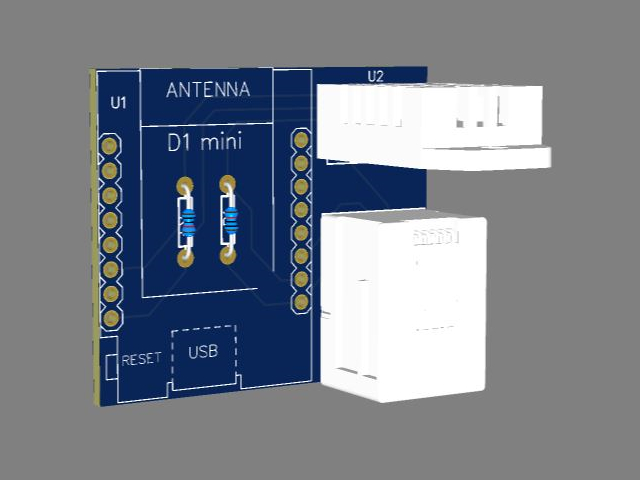 U2
ANTENNA
U1
D1 mini
USB
RESET